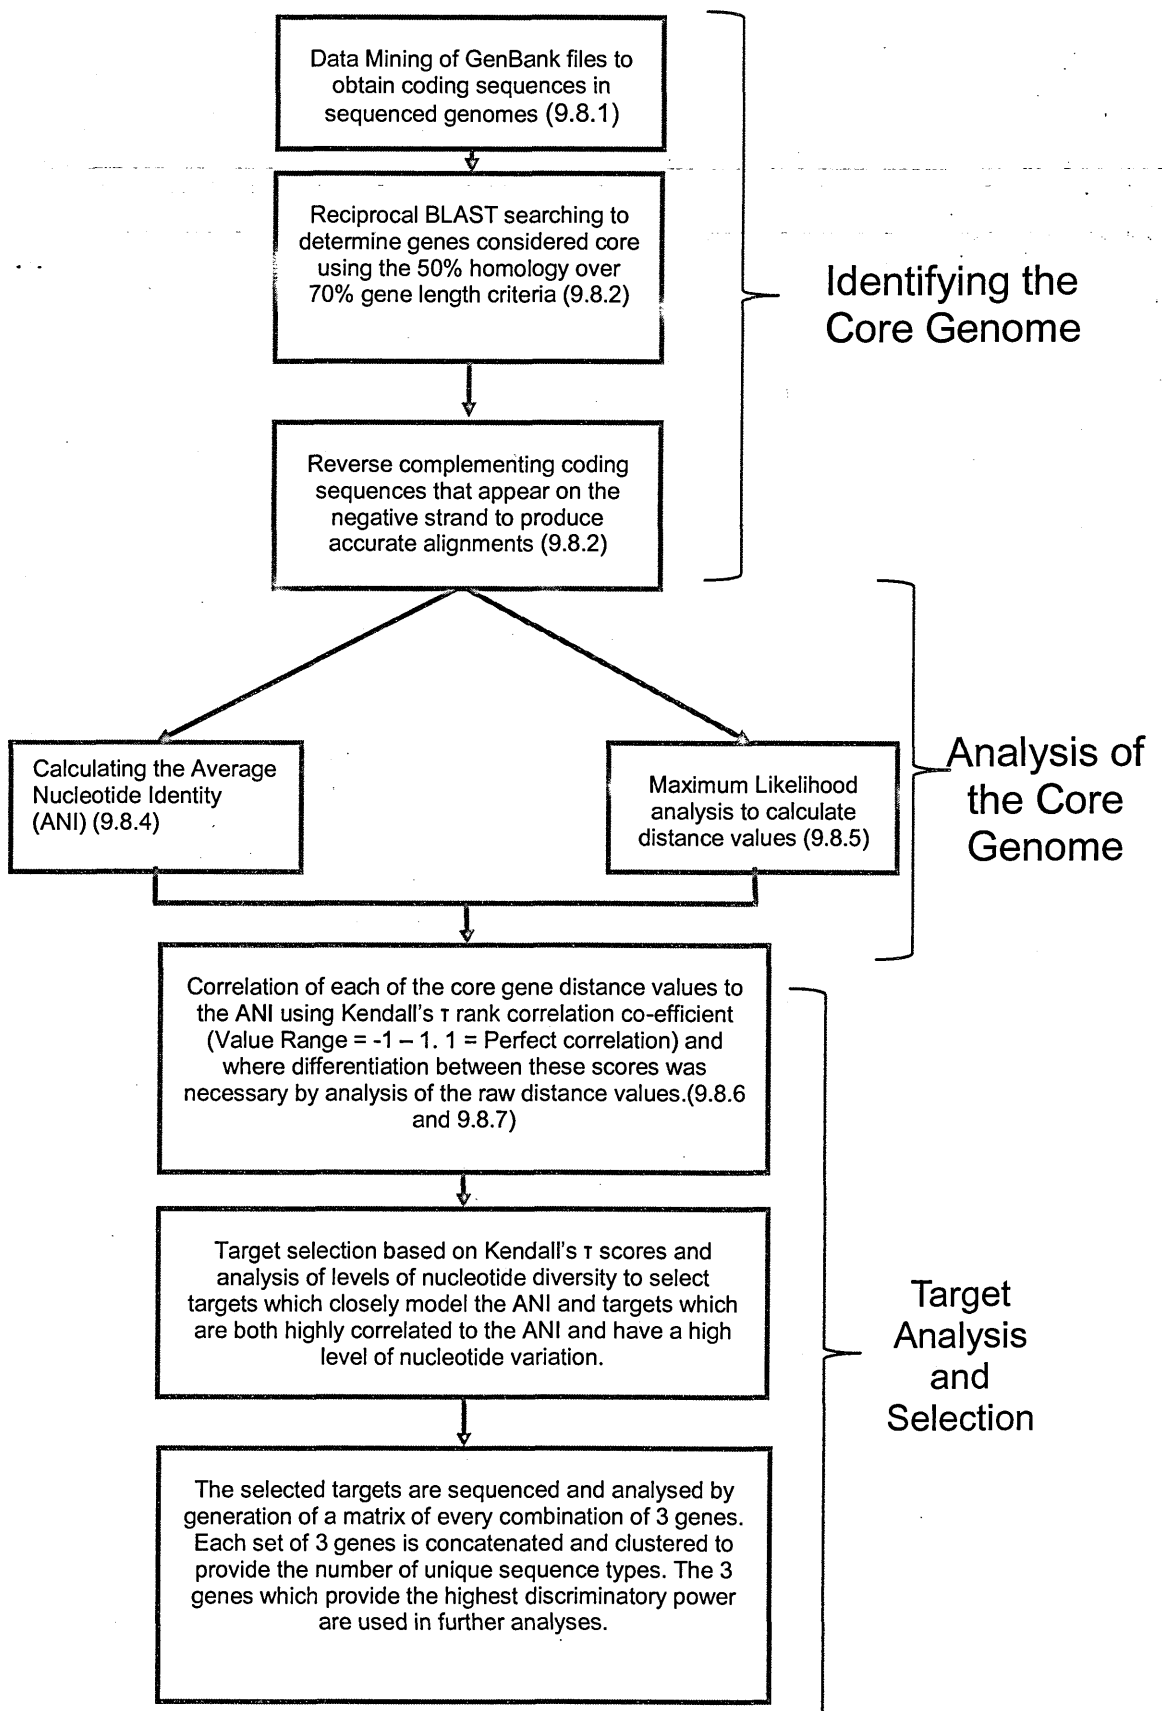 Data Mining of GenBank files to
obtain coding sequences in
sequenced genomes (9.8.1)
Reciprocal BLAST searching to
determine genes considered core
using the 50% homology over
70% gene length criteria (9.8.2)
Identifying the
Core Genome
Reverse complementing coding
sequences that appear on the
negative strand to produce
accurate alignments (9.8.2)
Calculating the Average
Nucleotide Identity
(ANI) (9.8.4)
Maximum Likelihood
analysis to calculate
distance values (9.8.5)
Analysis of
the Core
Genome
Correlation of each of the core gene distance values to
the ANI using Kendall's τ rank correlation co-efficient
(Value Range = -1 – 1. 1 = Perfect correlation) and
where differentiation between these scores was
necessary by analysis of the raw distance values.(9.8.6
and 9.8.7)
Target selection based on Kendall's τ scores and
analysis of levels of nucleotide diversity to select
targets which closely model the ANI and targets which
are both highly correlated to the ANI and have a high
level of nucleotide variation.
Target
Analysis
and
Selection
The selected targets are sequenced and analysed by
generation of a matrix of every combination of 3 genes.
Each set of 3 genes is concatenated and clustered to
provide the number of unique sequence types. The 3
genes which provide the highest discriminatory power
are used in further analyses.